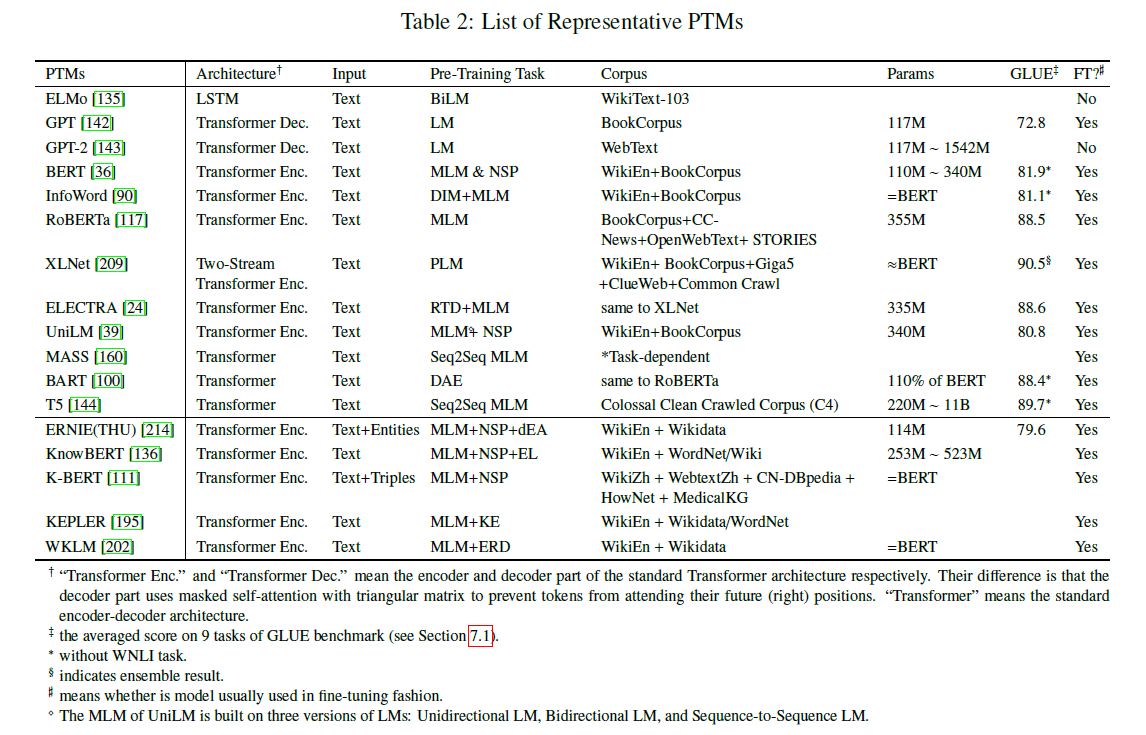 Table 2: List of Representative PTMs
PTMs Architecture† Input Pre-Training Task Corpus Params GLUE‡ FT?♯
ELMo [135] LSTM Text BiLM WikiText-103 No
GPT [142] Transformer Dec. Text LM BookCorpus 117M 72.8 Yes
GPT-2 [143] Transformer Dec. Text LM WebText 117M ~ 1542M No
BERT [36] Transformer Enc. Text MLM & NSP WikiEn+BookCorpus 110M ~ 340M 81.9* Yes
InfoWord [90] Transformer Enc. Text DIM+MLM WikiEn+BookCorpus =BERT 81.1* Yes
RoBERTa [117] Transformer Enc. Text MLM BookCorpus+CC- 355M 88.5 Yes
News+OpenWebText+ STORIES
XLNet [209] Two-Stream Text PLM WikiEn+ BookCorpus+Giga5 ≈BERT 90.5§ Yes
Transformer Enc. +ClueWeb+Common Crawl
ELECTRA [24] Transformer Enc. Text RTD+MLM same to XLNet 335M 88.6 Yes
UniLM [39] Transformer Enc. Text MLM⋄+ NSP WikiEn+BookCorpus 340M 80.8 Yes
MASS [160] Transformer Text Seq2Seq MLM *Task-dependent Yes
BART [100] Transformer Text DAE same to RoBERTa 110% of BERT 88.4* Yes
T5 [144] Transformer Text Seq2Seq MLM Colossal Clean Crawled Corpus (C4) 220M ~ 11B 89.7* Yes
ERNIE(THU) [214] Transformer Enc. Text+Entities MLM+NSP+dEA WikiEn + Wikidata 114M 79.6 Yes
KnowBERT [136] Transformer Enc. Text MLM+NSP+EL WikiEn + WordNet/Wiki 253M ~ 523M Yes
K-BERT [111] Transformer Enc. Text+Triples MLM+NSP WikiZh + WebtextZh + CN-DBpedia + =BERT Yes
HowNet + MedicalKG
KEPLER [195] Transformer Enc. Text MLM+KE WikiEn + Wikidata/WordNet Yes
WKLM [202] Transformer Enc. Text MLM+ERD WikiEn + Wikidata =BERT Yes
† “Transformer Enc.” and “Transformer Dec.” mean the encoder and decoder part of the standard Transformer architecture respectively. Their difference is that the
decoder part uses masked self-attention with triangular matrix to prevent tokens from attending their future (right) positions. “Transformer” means the standard
encoder-decoder architecture.
‡ the averaged score on 9 tasks of GLUE benchmark (see Section 7.1).
* without WNLI task.
§ indicates ensemble result.
♯ means whether is model usually used in fine-tuning fashion.
⋄ The MLM of UniLM is built on three versions of LMs: Unidirectional LM, Bidirectional LM, and Sequence-to-Sequence LM.